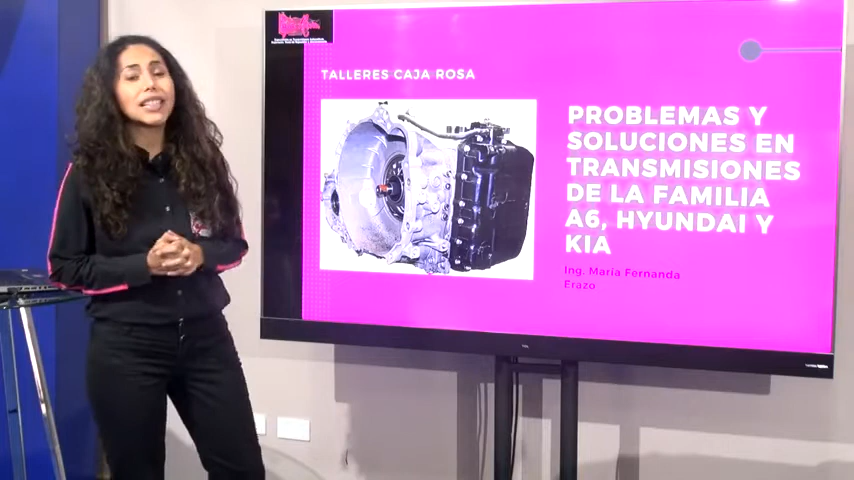 TALLERES CAJA ROSA
PROBLEMAS Y
SOLUCIONES EN
TRANSMISIONES
DE LA FAMILIA
A6, HYUNDAI Y
KIA
Ing. María Fernanda
Erazo